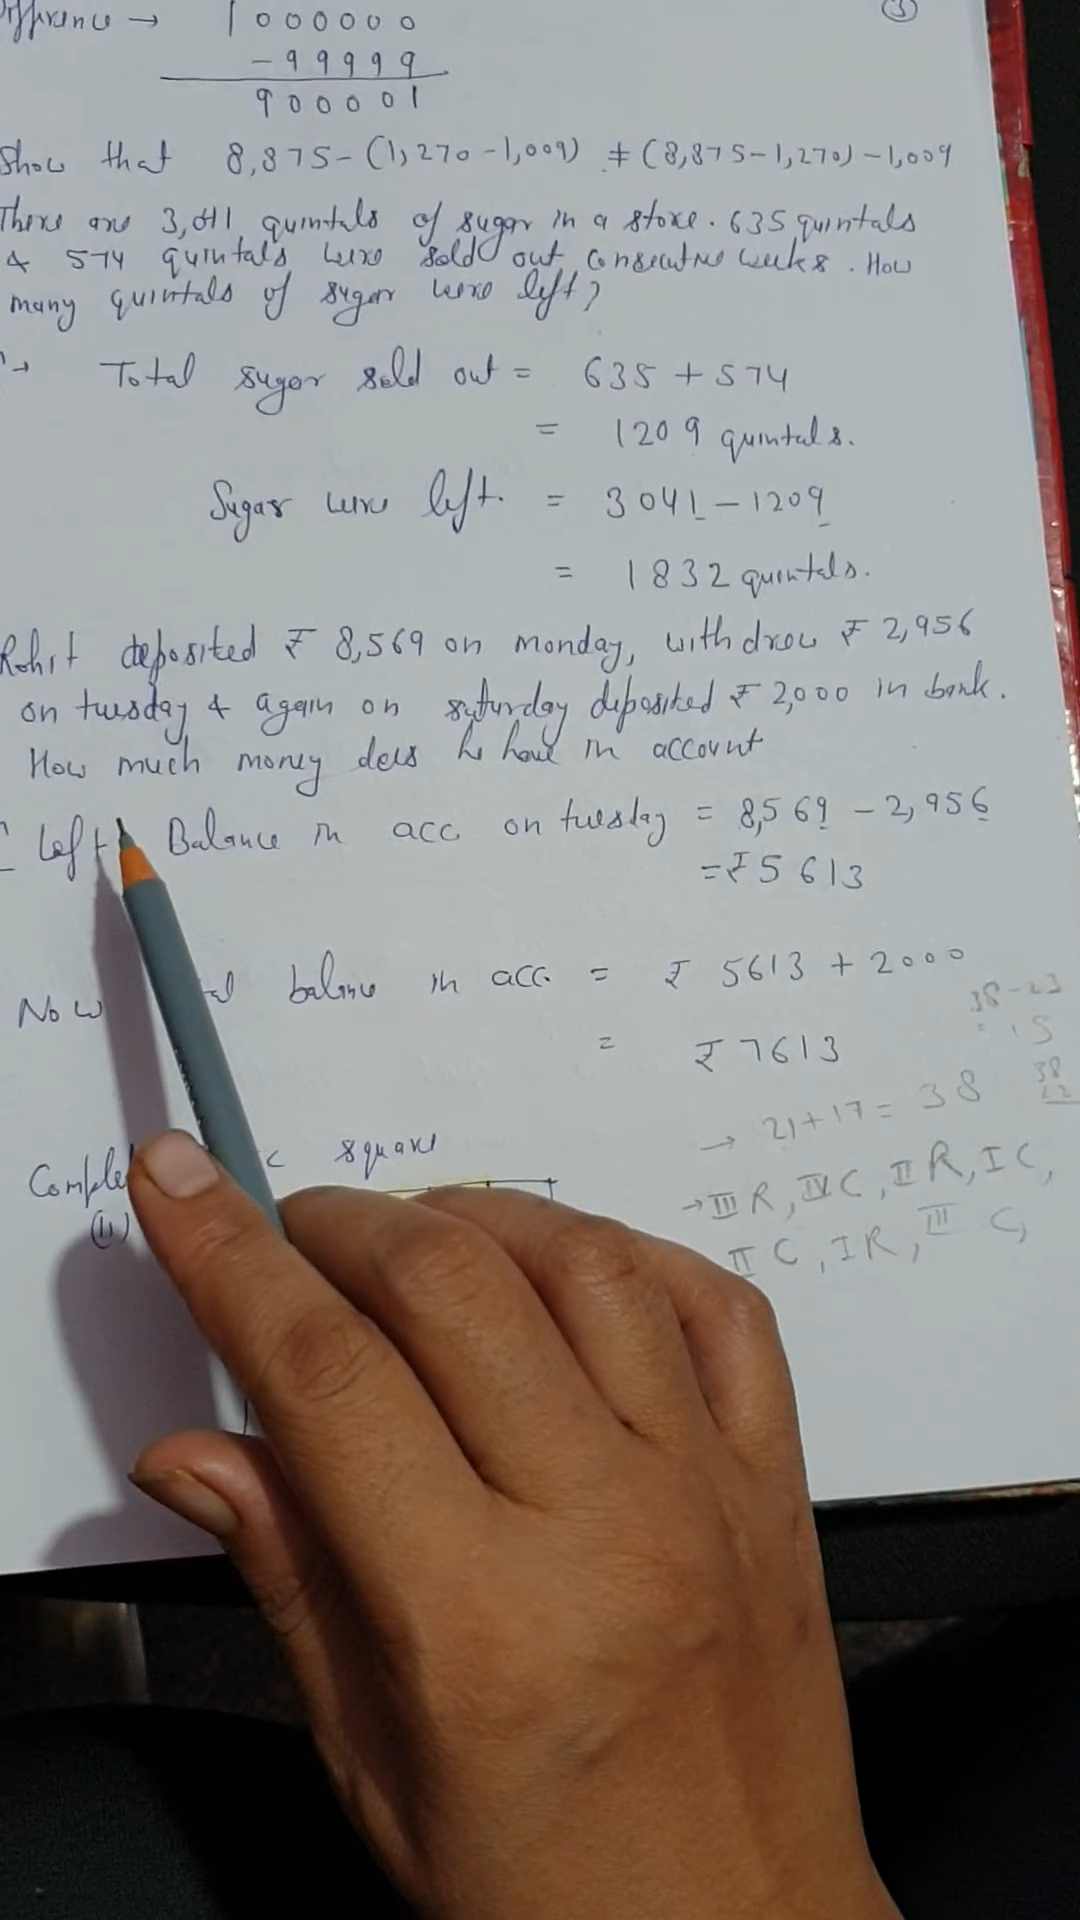 1000000
-99999
900001
Show that 8,875-(1,270-1,009) ≠ (8,875-1,270)-1,009
There are 3,041 quintals of sugar in a store. 635 quintals
& 574 quintals were sold out consecutive weeks. How
many quintals of sugar were left?
Total sugar sold out = 635 + 574
= 1209 quintals.
Sugar were left. = 3041 - 1209
= 1832 quintals.
Rohit deposited ₹ 8,569 on monday, withdrew ₹ 2,956
on tuesday & again on saturday deposited ₹ 2,000 in bank.
How much money does he have in account
Left Balance in acc on tuesday = 8,569 - 2,956
= ₹ 5613
Now balance in acc. = ₹ 5613 + 2000
= ₹ 7613
38-23
= 15
38
→ 21+17 = 38
square
(11)
→ III R, IV C, II R, I C,
II C, I R, III C,